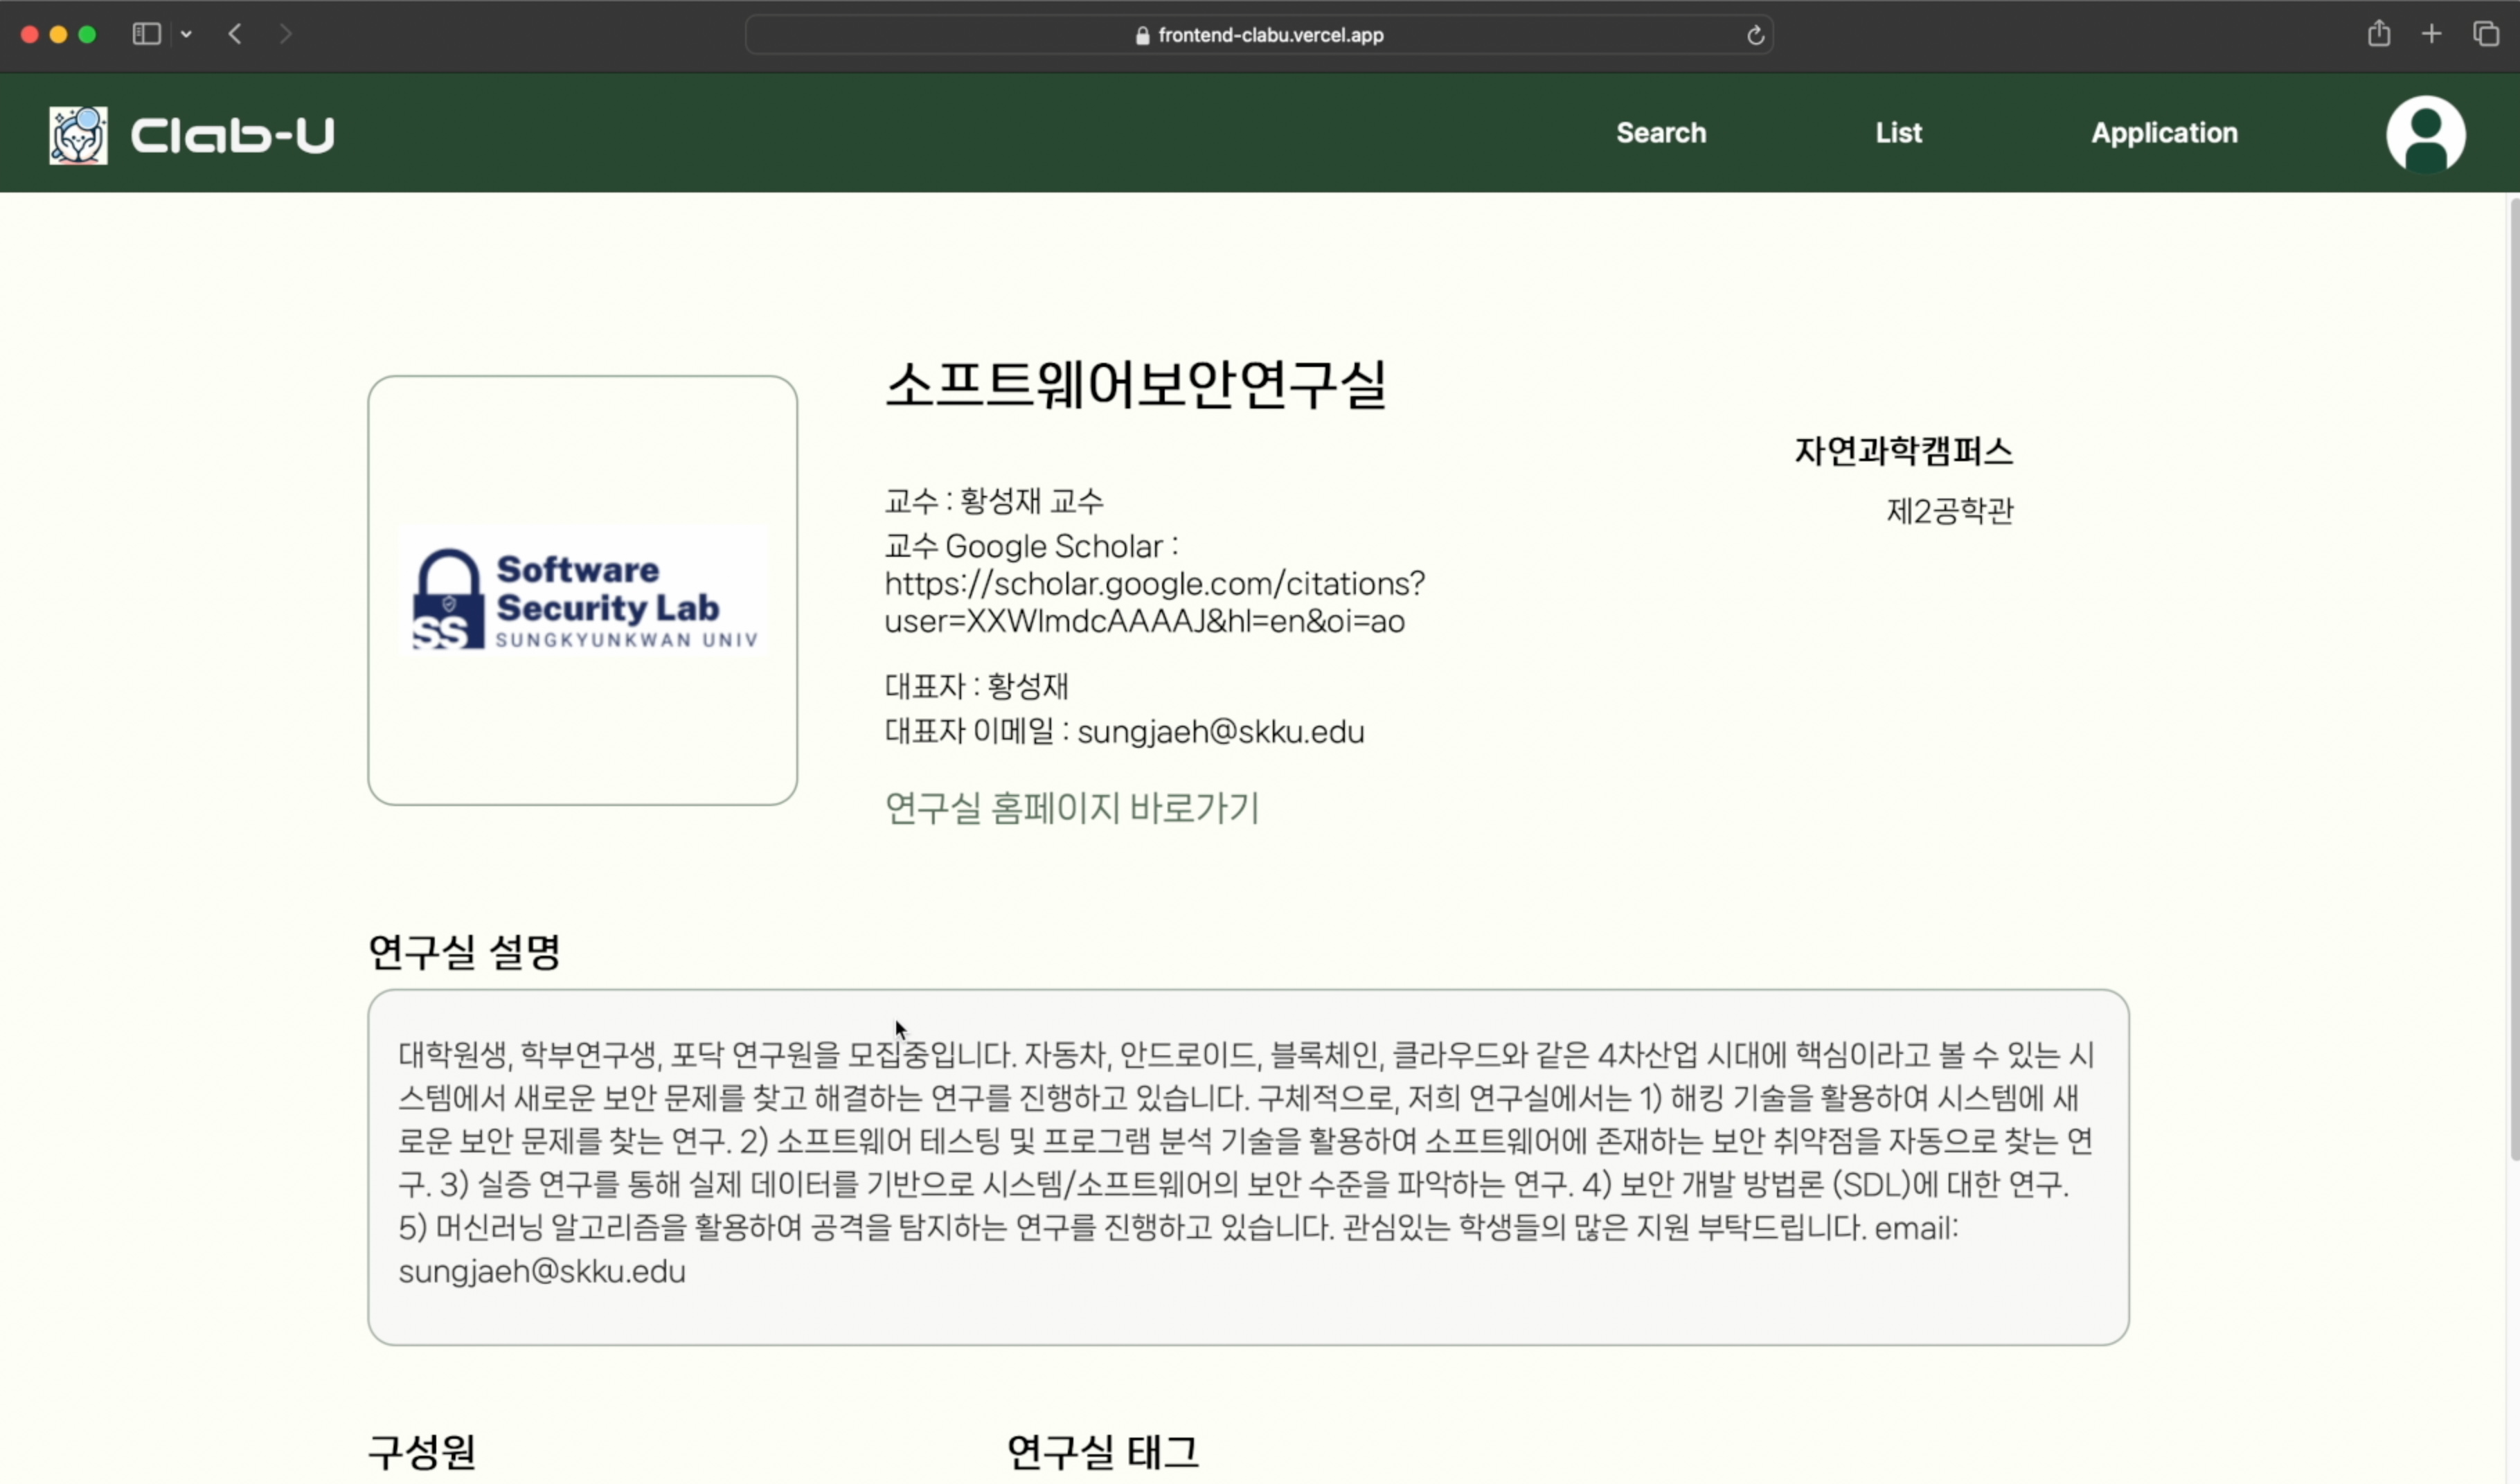 frontend-clabu.vercel.app
Clab-U
Search
List
Application
소프트웨어보안연구실
자연과학캠퍼스
제2공학관
교수 : 황성재 교수
교수 Google Scholar :
https://scholar.google.com/citations?
user=XXWlmdcAAAAJ&hl=en&oi=ao
대표자 : 황성재
대표자 이메일 : sungjaeh@skku.edu
연구실 홈페이지 바로가기
SS
Software
Security Lab
SUNGKYUNKWAN UNIV
연구실 설명
대학원생, 학부연구생, 포닥 연구원을 모집중입니다. 자동차, 안드로이드, 블록체인, 클라우드와 같은 4차산업 시대에 핵심이라고 볼 수 있는 시
스템에서 새로운 보안 문제를 찾고 해결하는 연구를 진행하고 있습니다. 구체적으로, 저희 연구실에서는 1) 해킹 기술을 활용하여 시스템에 새
로운 보안 문제를 찾는 연구. 2) 소프트웨어 테스팅 및 프로그램 분석 기술을 활용하여 소프트웨어에 존재하는 보안 취약점을 자동으로 찾는 연
구. 3) 실증 연구를 통해 실제 데이터를 기반으로 시스템/소프트웨어의 보안 수준을 파악하는 연구. 4) 보안 개발 방법론 (SDL)에 대한 연구.
5) 머신러닝 알고리즘을 활용하여 공격을 탐지하는 연구를 진행하고 있습니다. 관심있는 학생들의 많은 지원 부탁드립니다. email:
sungjaeh@skku.edu
구성원
연구실 태그